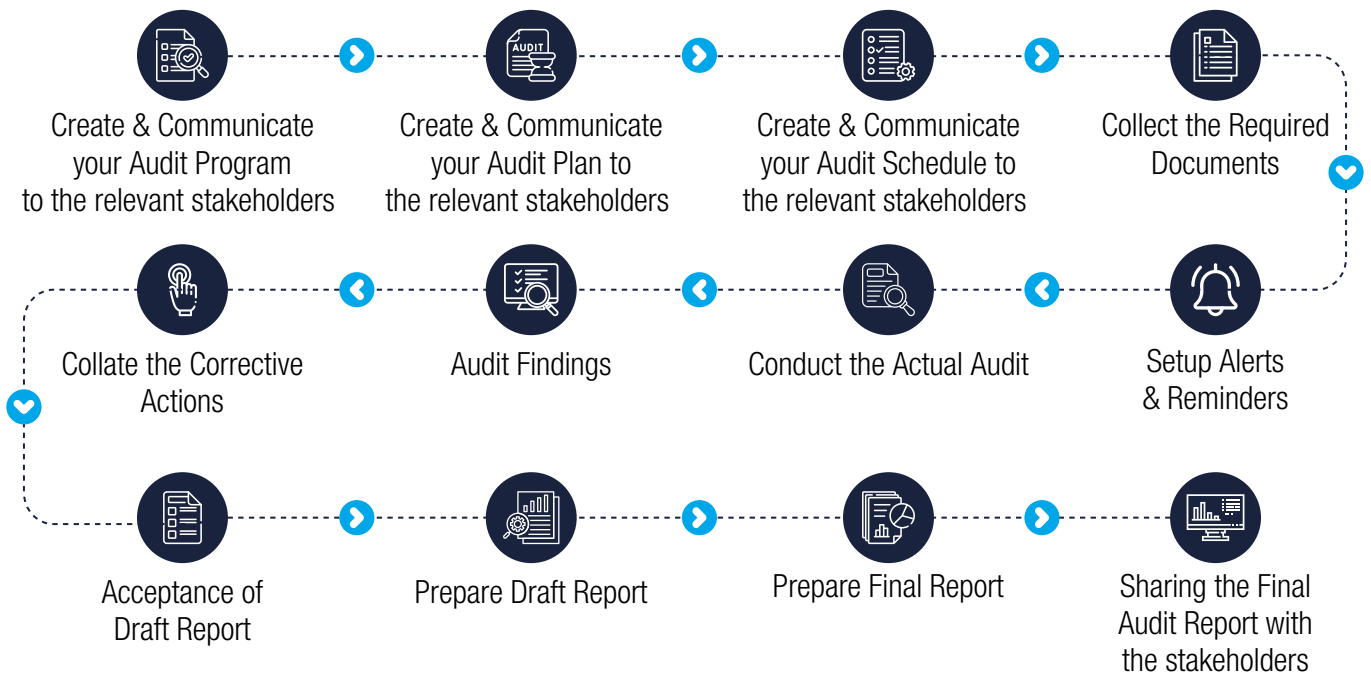 AUDIT
Create & Communicate
your Audit Program
to the relevant stakeholders
Create & Communicate
your Audit Plan to
the relevant stakeholders
Create & Communicate
your Audit Schedule to
the relevant stakeholders
Collect the Required
Documents
Setup Alerts
& Reminders
Conduct the Actual Audit
Audit Findings
Collate the Corrective
Actions
Acceptance of
Draft Report
Prepare Draft Report
Prepare Final Report
Sharing the Final
Audit Report with
the stakeholders